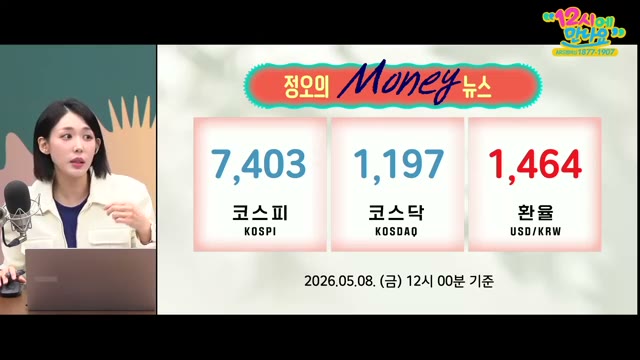 "12시에
만나요"
1877-1907
정오의 Money 뉴스
7,403
코스피
KOSPI
1,197
코스닥
KOSDAQ
1,464
환율
USD/KRW
2026.05.08. (금) 12시 00분 기준